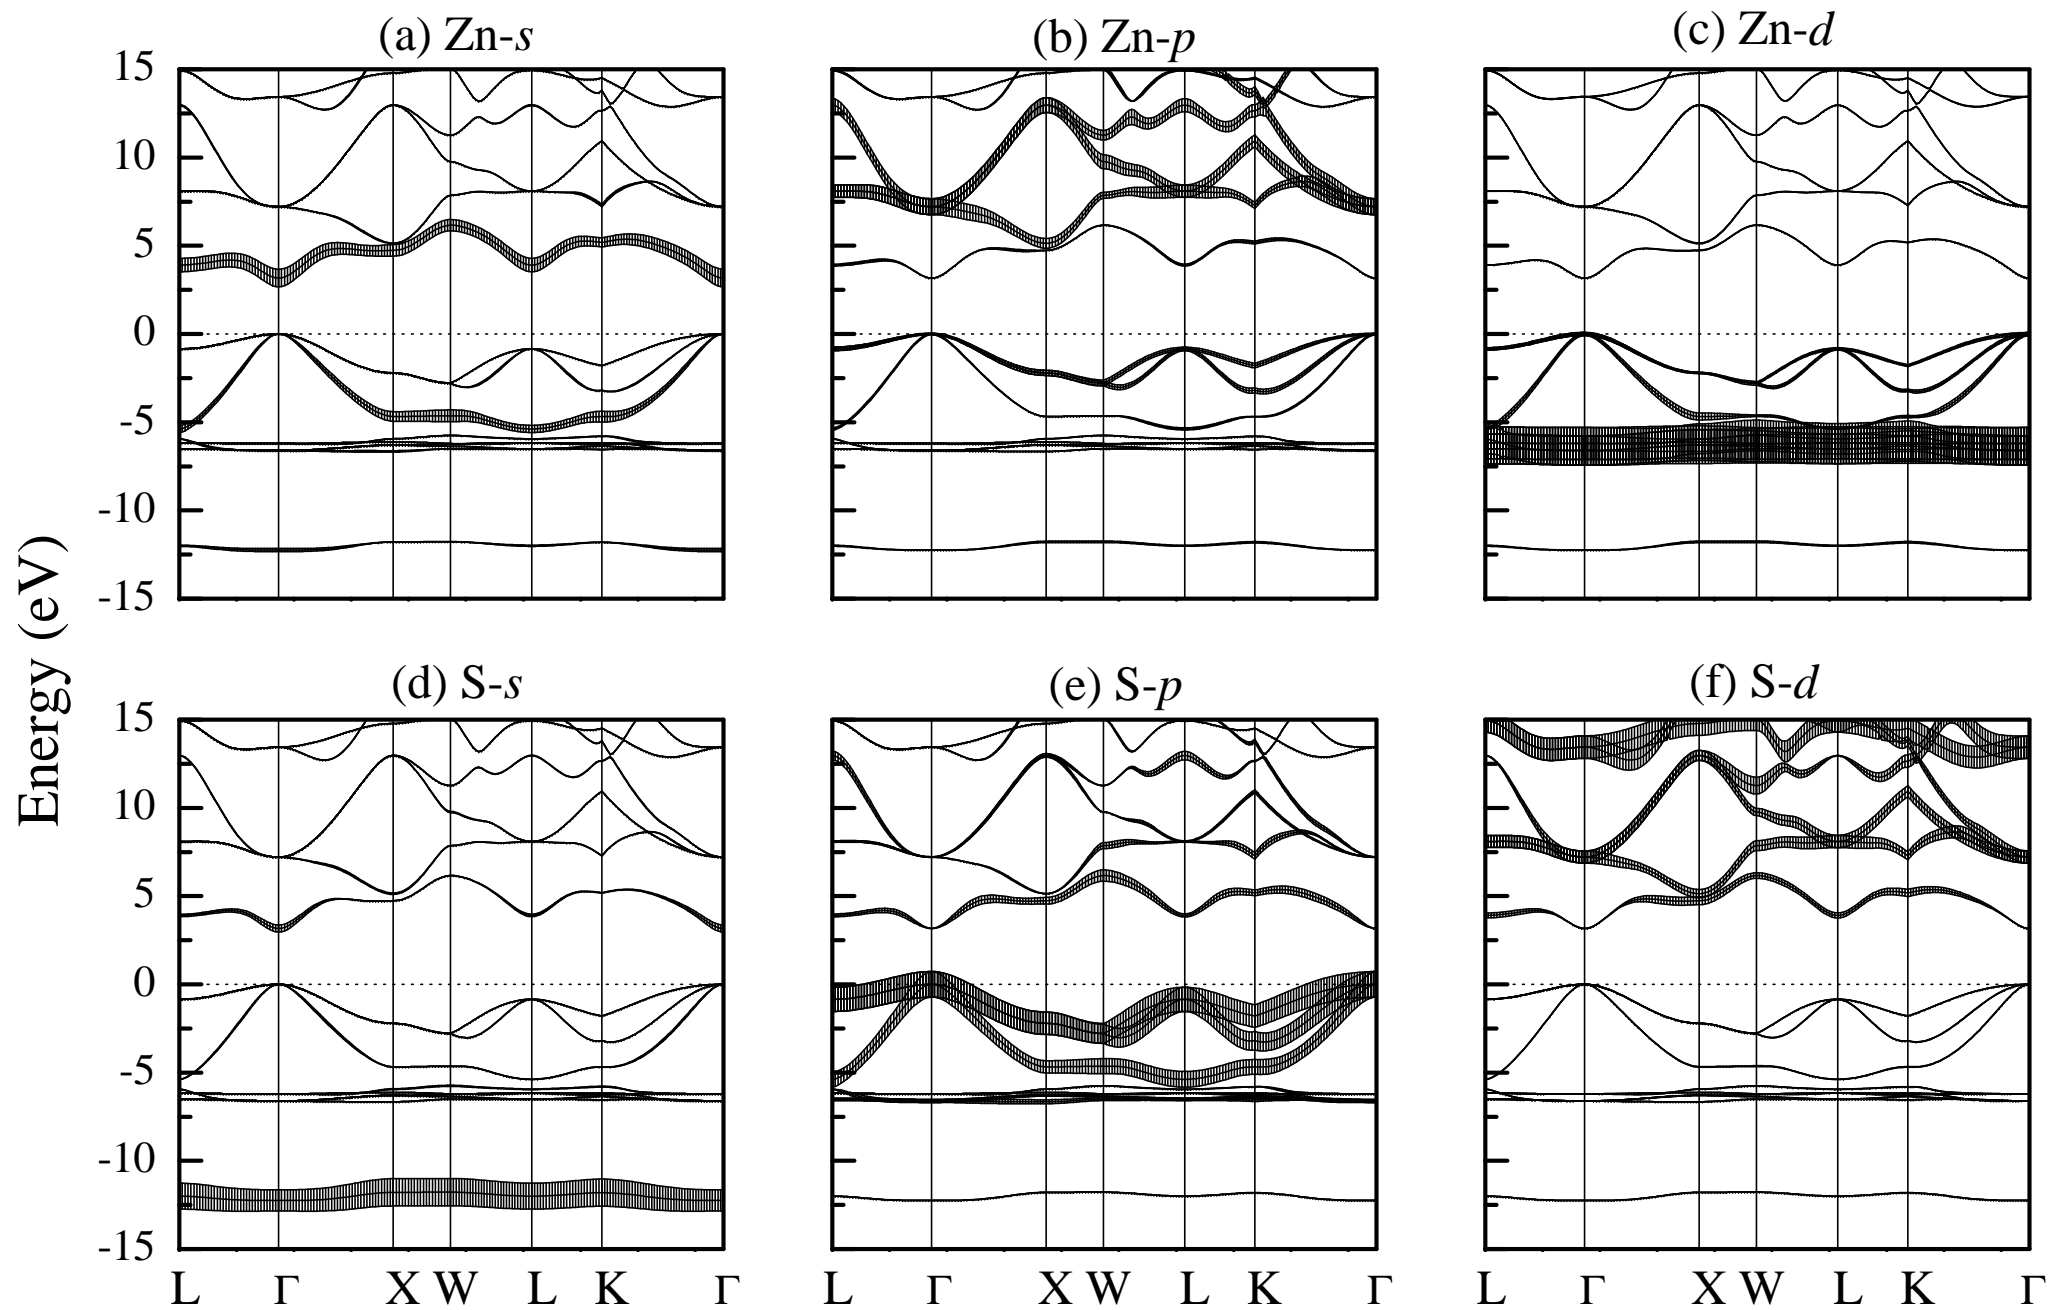 (a) Zn-s
(b) Zn-p
(c) Zn-d
15
10
5
0
-5
-10
-15
Energy (eV)
(d) S-s
(e) S-p
(f) S-d
15
10
5
0
-5
-10
-15
L Γ X W L K Γ
L Γ X W L K Γ
L Γ X W L K Γ